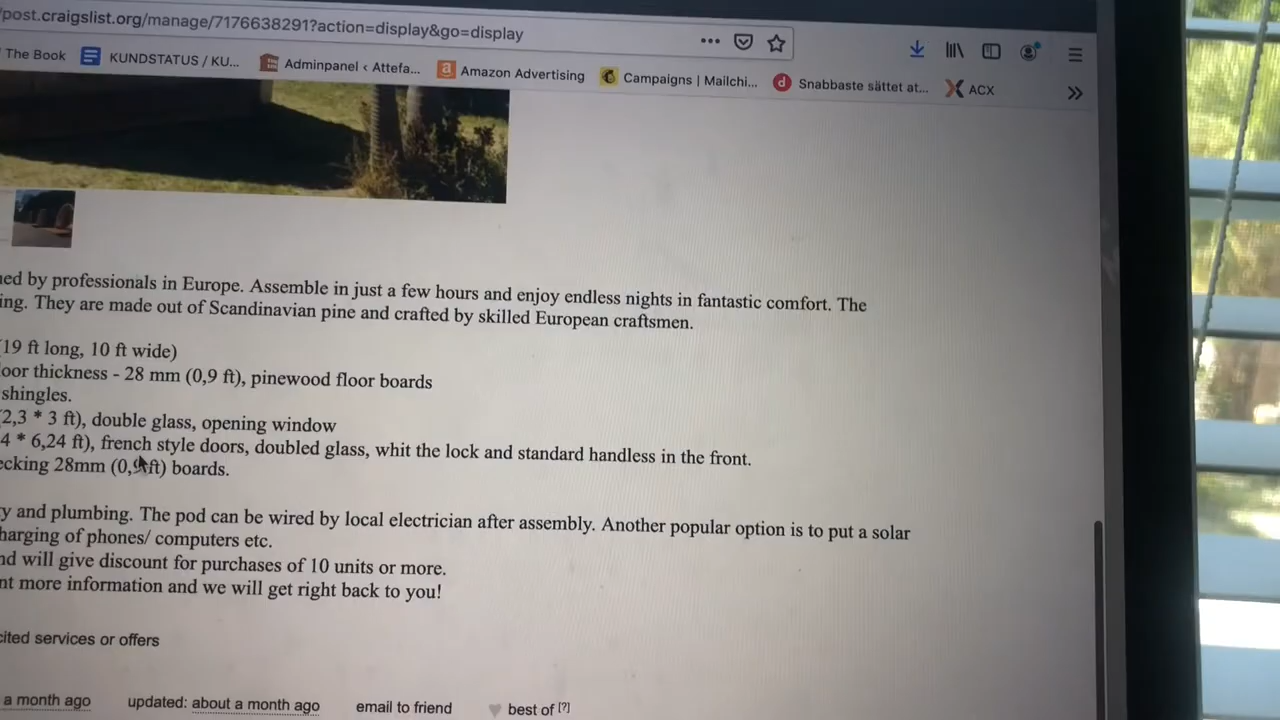 /post.craigslist.org/manage/7176638291?action=display&go=display
The Book KUNDSTATUS / KU... Adminpanel < Attefa... Amazon Advertising Campaigns | Mailchi... Snabbaste sättet at... ACX
ned by professionals in Europe. Assemble in just a few hours and enjoy endless nights in fantastic comfort. The
ing. They are made out of Scandinavian pine and crafted by skilled European craftsmen.
(19 ft long, 10 ft wide)
oor thickness - 28 mm (0,9 ft), pinewood floor boards
shingles.
(2,3 * 3 ft), double glass, opening window
4 * 6,24 ft), french style doors, doubled glass, whit the lock and standard handless in the front.
ecking 28mm (0,9 ft) boards.
y and plumbing. The pod can be wired by local electrician after assembly. Another popular option is to put a solar
harging of phones/ computers etc.
nd will give discount for purchases of 10 units or more.
nt more information and we will get right back to you!
cited services or offers
a month ago updated: about a month ago email to friend best of [?]